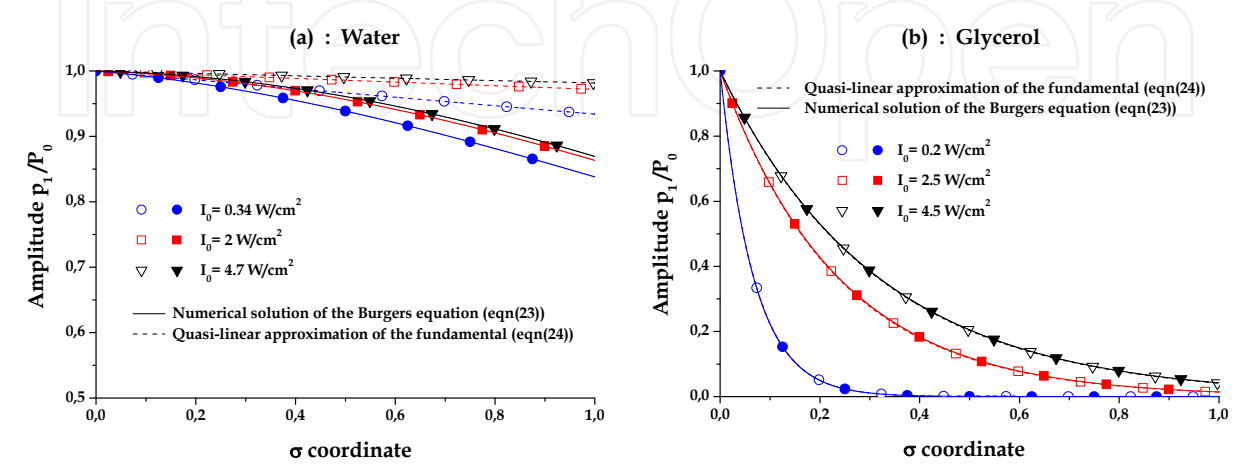 (a) : Water
1,0
0,9
0,8
0,7
0,6
0,5
0,0
0,2
0,4
0,6
0,8
1,0
Amplitude p1/P0
σ coordinate
I0= 0.34 W/cm2
I0= 2 W/cm2
I0= 4.7 W/cm2
Numerical solution of the Burgers equation (eqn(23))
Quasi-linear approximation of the fundamental (eqn(24))
(b) : Glycerol
Quasi-linear approximation of the fundamental (eqn(24))
Numerical solution of the Burgers equation (eqn(23))
I0= 0.2 W/cm2
I0= 2.5 W/cm2
I0= 4.5 W/cm2
1,0
0,8
0,6
0,4
0,2
0,0
0,0
0,2
0,4
0,6
0,8
1,0
Amplitude p1/P0
σ coordinate